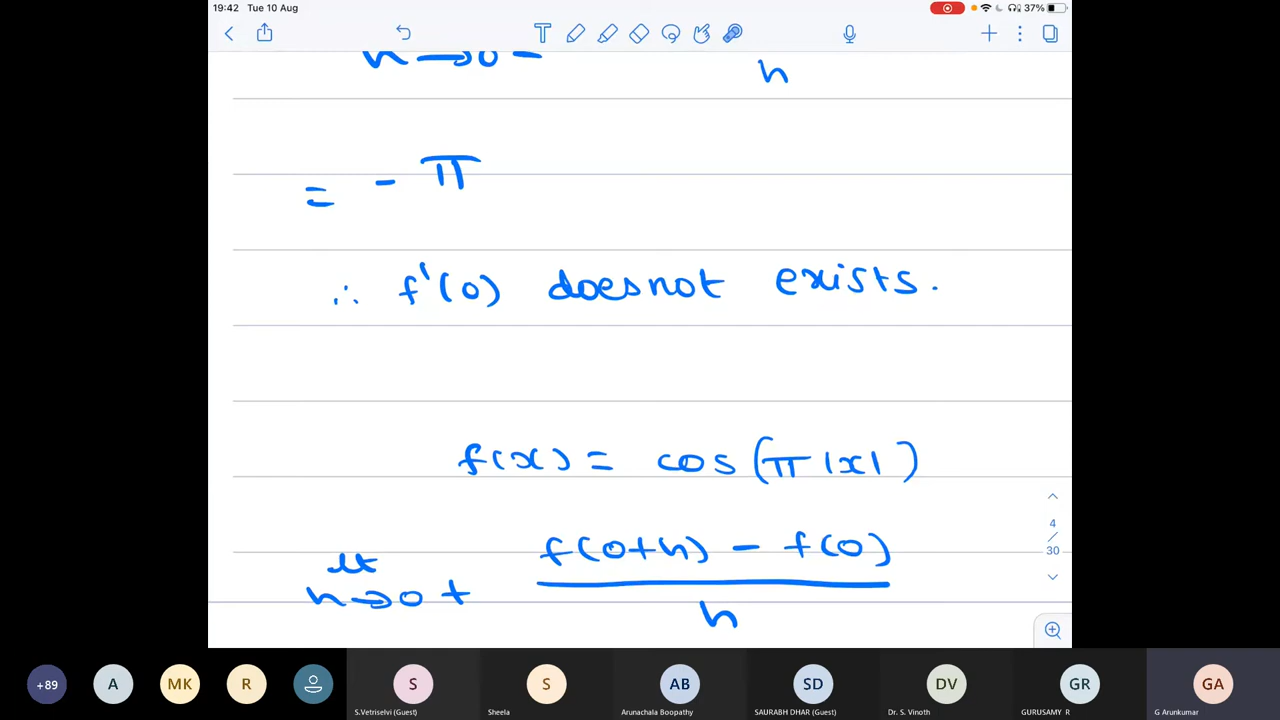 19:42 Tue 10 Aug
37%
T
h→0 -
h
= - π
∴ f'(0) doesnot exists.
f(x) = cos(π|x|)
lt
f(0+h) - f(0)
h→0 +
h
4
/
30
+89
A
MK
R
S
S
AB
SD
DV
GR
GA
S.Vetriselvi (Guest)
Sheela
Arunachala Boopathy
SAURABH DHAR (Guest)
Dr. S. Vinoth
GURUSAMY R
G Arunkumar